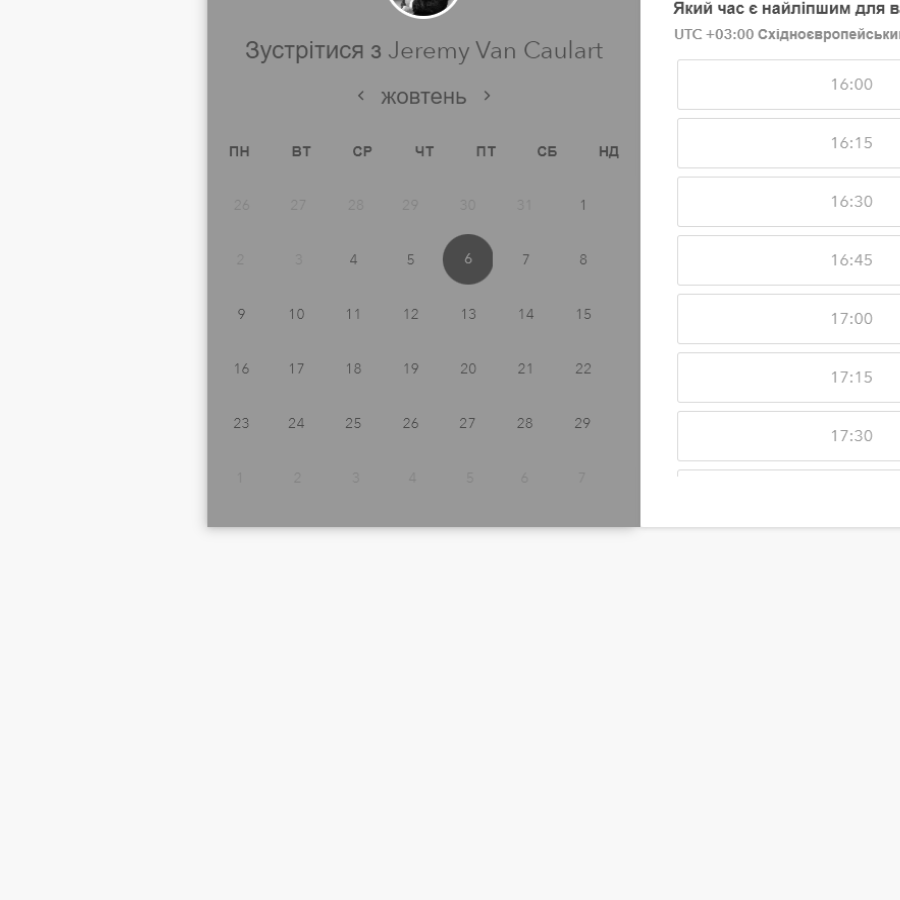 Зустрітися з Jeremy Van Caulart
жовтень
ПН ВТ СР ЧТ ПТ СБ НД
26 27 28 29 30 31 1
2 3 4 5 6 7 8
9 10 11 12 13 14 15
16 17 18 19 20 21 22
23 24 25 26 27 28 29
1 2 3 4 5 6 7
Який час є найліпшим для
UTC +03:00
16:00
16:15
16:30
16:45
17:00
17:15
17:30